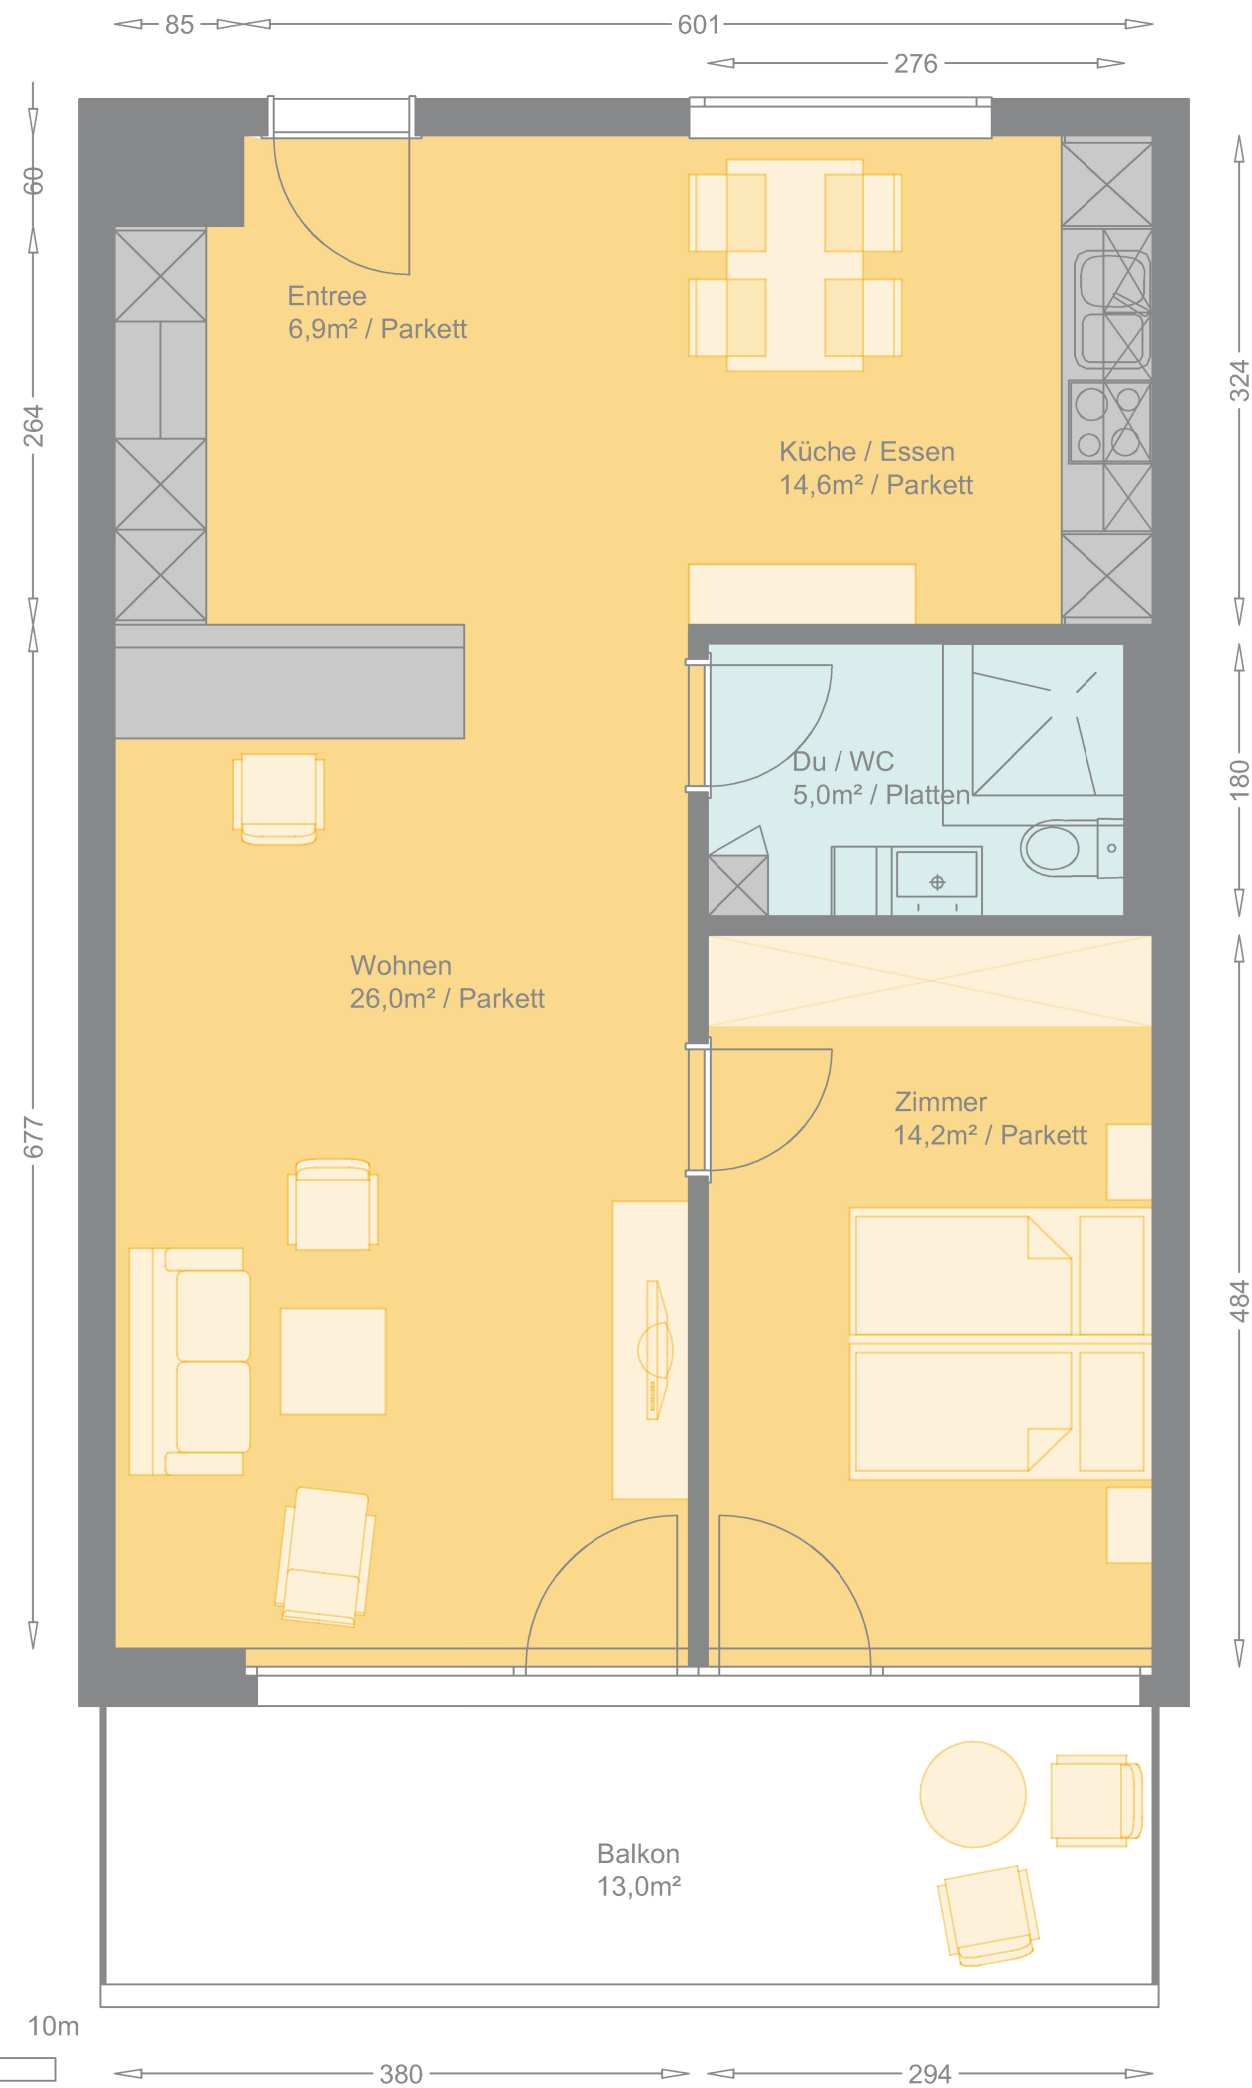 85
601
276
60
324
Entree
6,9m² / Parkett
264
Küche / Essen
14,6m² / Parkett
Du / WC
5,0m² / Platten
180
Wohnen
26,0m² / Parkett
Zimmer
14,2m² / Parkett
677
484
Balkon
13,0m²
10m
380
294